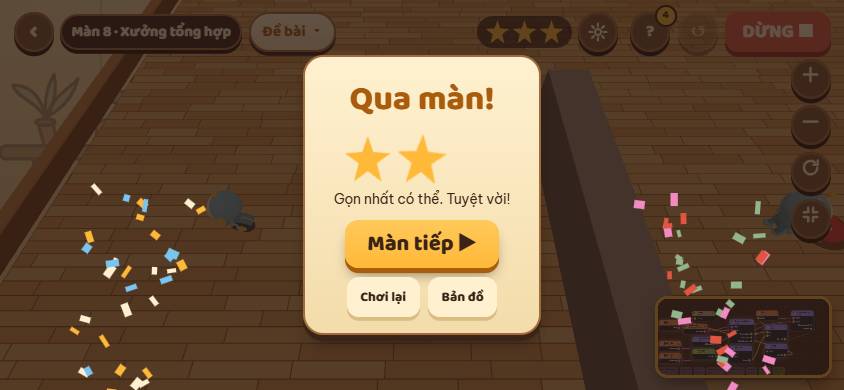 Màn 8 · Xưởng tổng hợp
Đề bài
?
4
DỪNG
Qua màn!
Gọn nhất có thể. Tuyệt vời!
Màn tiếp
Chơi lại
Bản đồ